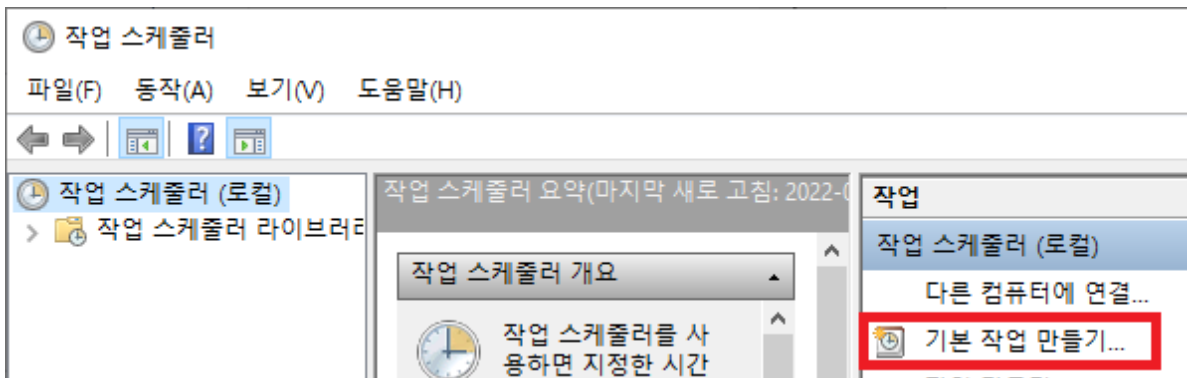 작업 스케줄러
파일(F) 동작(A) 보기(V) 도움말(H)
작업 스케줄러 (로컬)
작업 스케줄러 라이브러리
작업 스케줄러 요약(마지막 새로 고침: 2022-0
작업 스케줄러 개요
작업 스케줄러를 사
용하면 지정한 시간
작업
작업 스케줄러 (로컬)
다른 컴퓨터에 연결...
기본 작업 만들기...